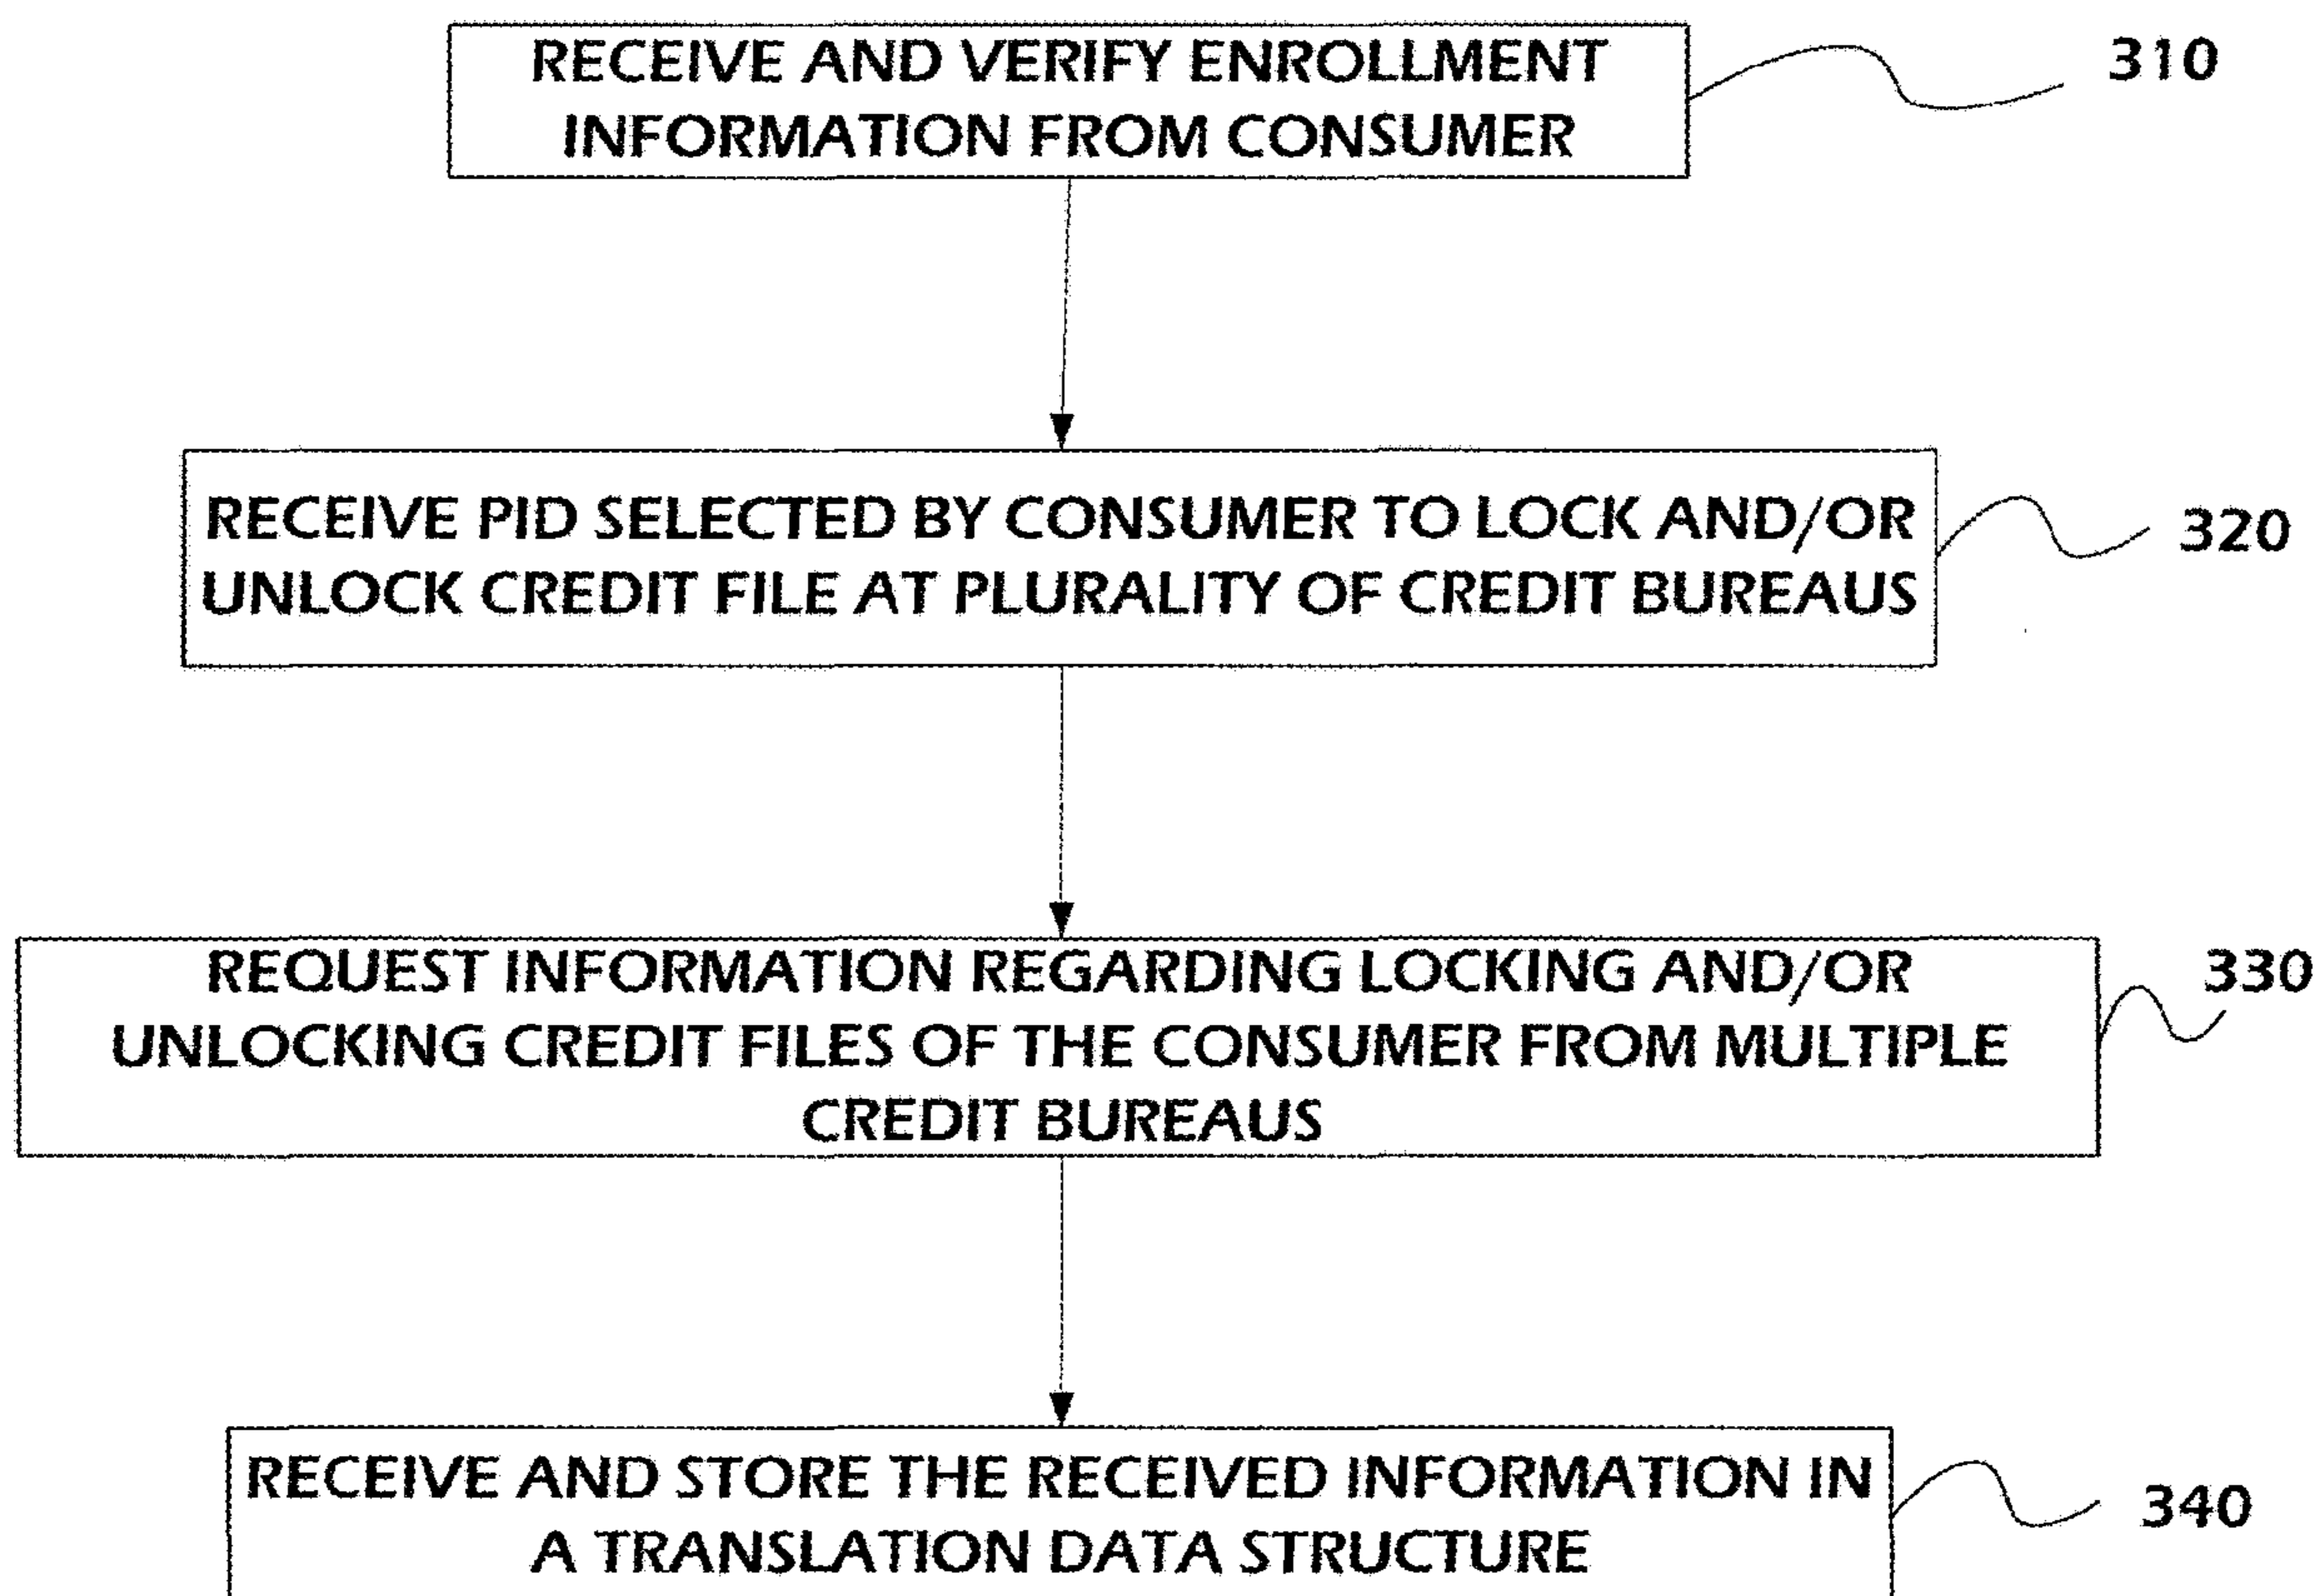 RECEIVE AND VERIFY ENROLLMENT
INFORMATION FROM CONSUMER
310
RECEIVE PID SELECTED BY CONSUMER TO LOCK AND/OR
UNLOCK CREDIT FILE AT PLURALITY OF CREDIT BUREAUS
320
REQUEST INFORMATION REGARDING LOCKING AND/OR
UNLOCKING CREDIT FILES OF THE CONSUMER FROM MULTIPLE
CREDIT BUREAUS
330
RECEIVE AND STORE THE RECEIVED INFORMATION IN
A TRANSLATION DATA STRUCTURE
340